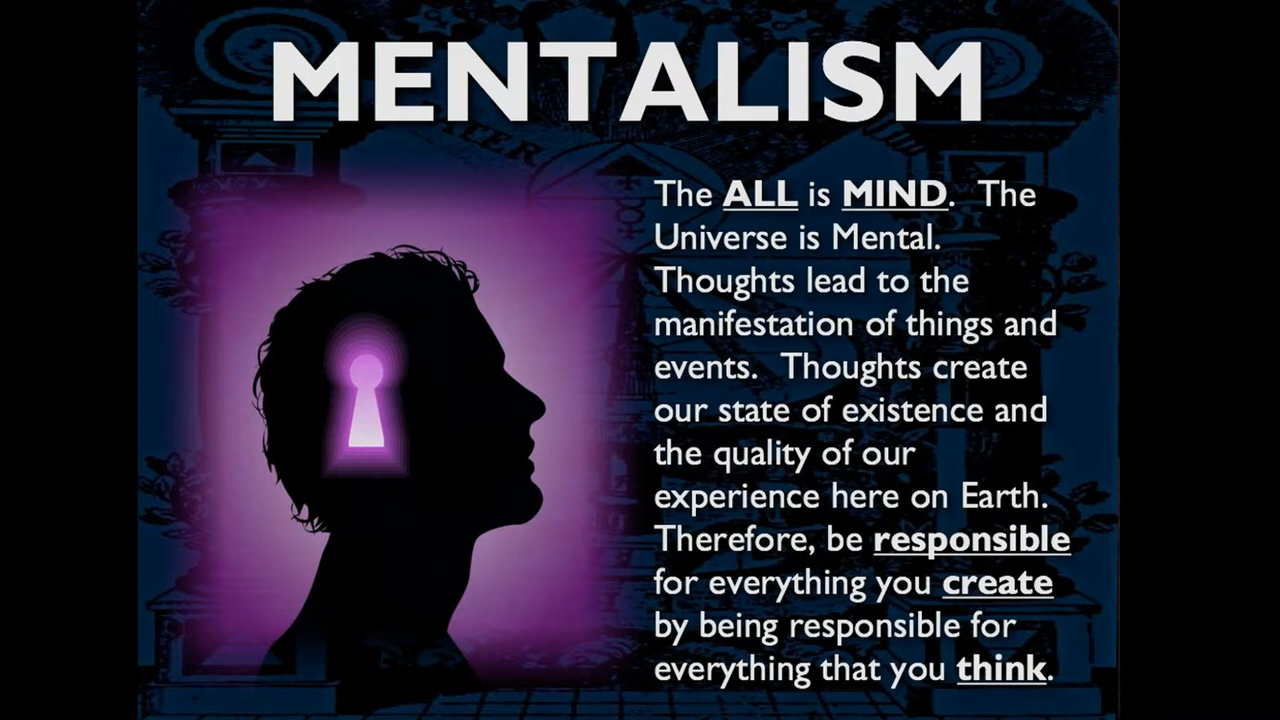 MENTALISM
The ALL is MIND. The
Universe is Mental.
Thoughts lead to the
manifestation of things and
events. Thoughts create
our state of existence and
the quality of our
experience here on Earth.
Therefore, be responsible
for everything you create
by being responsible for
everything that you think.